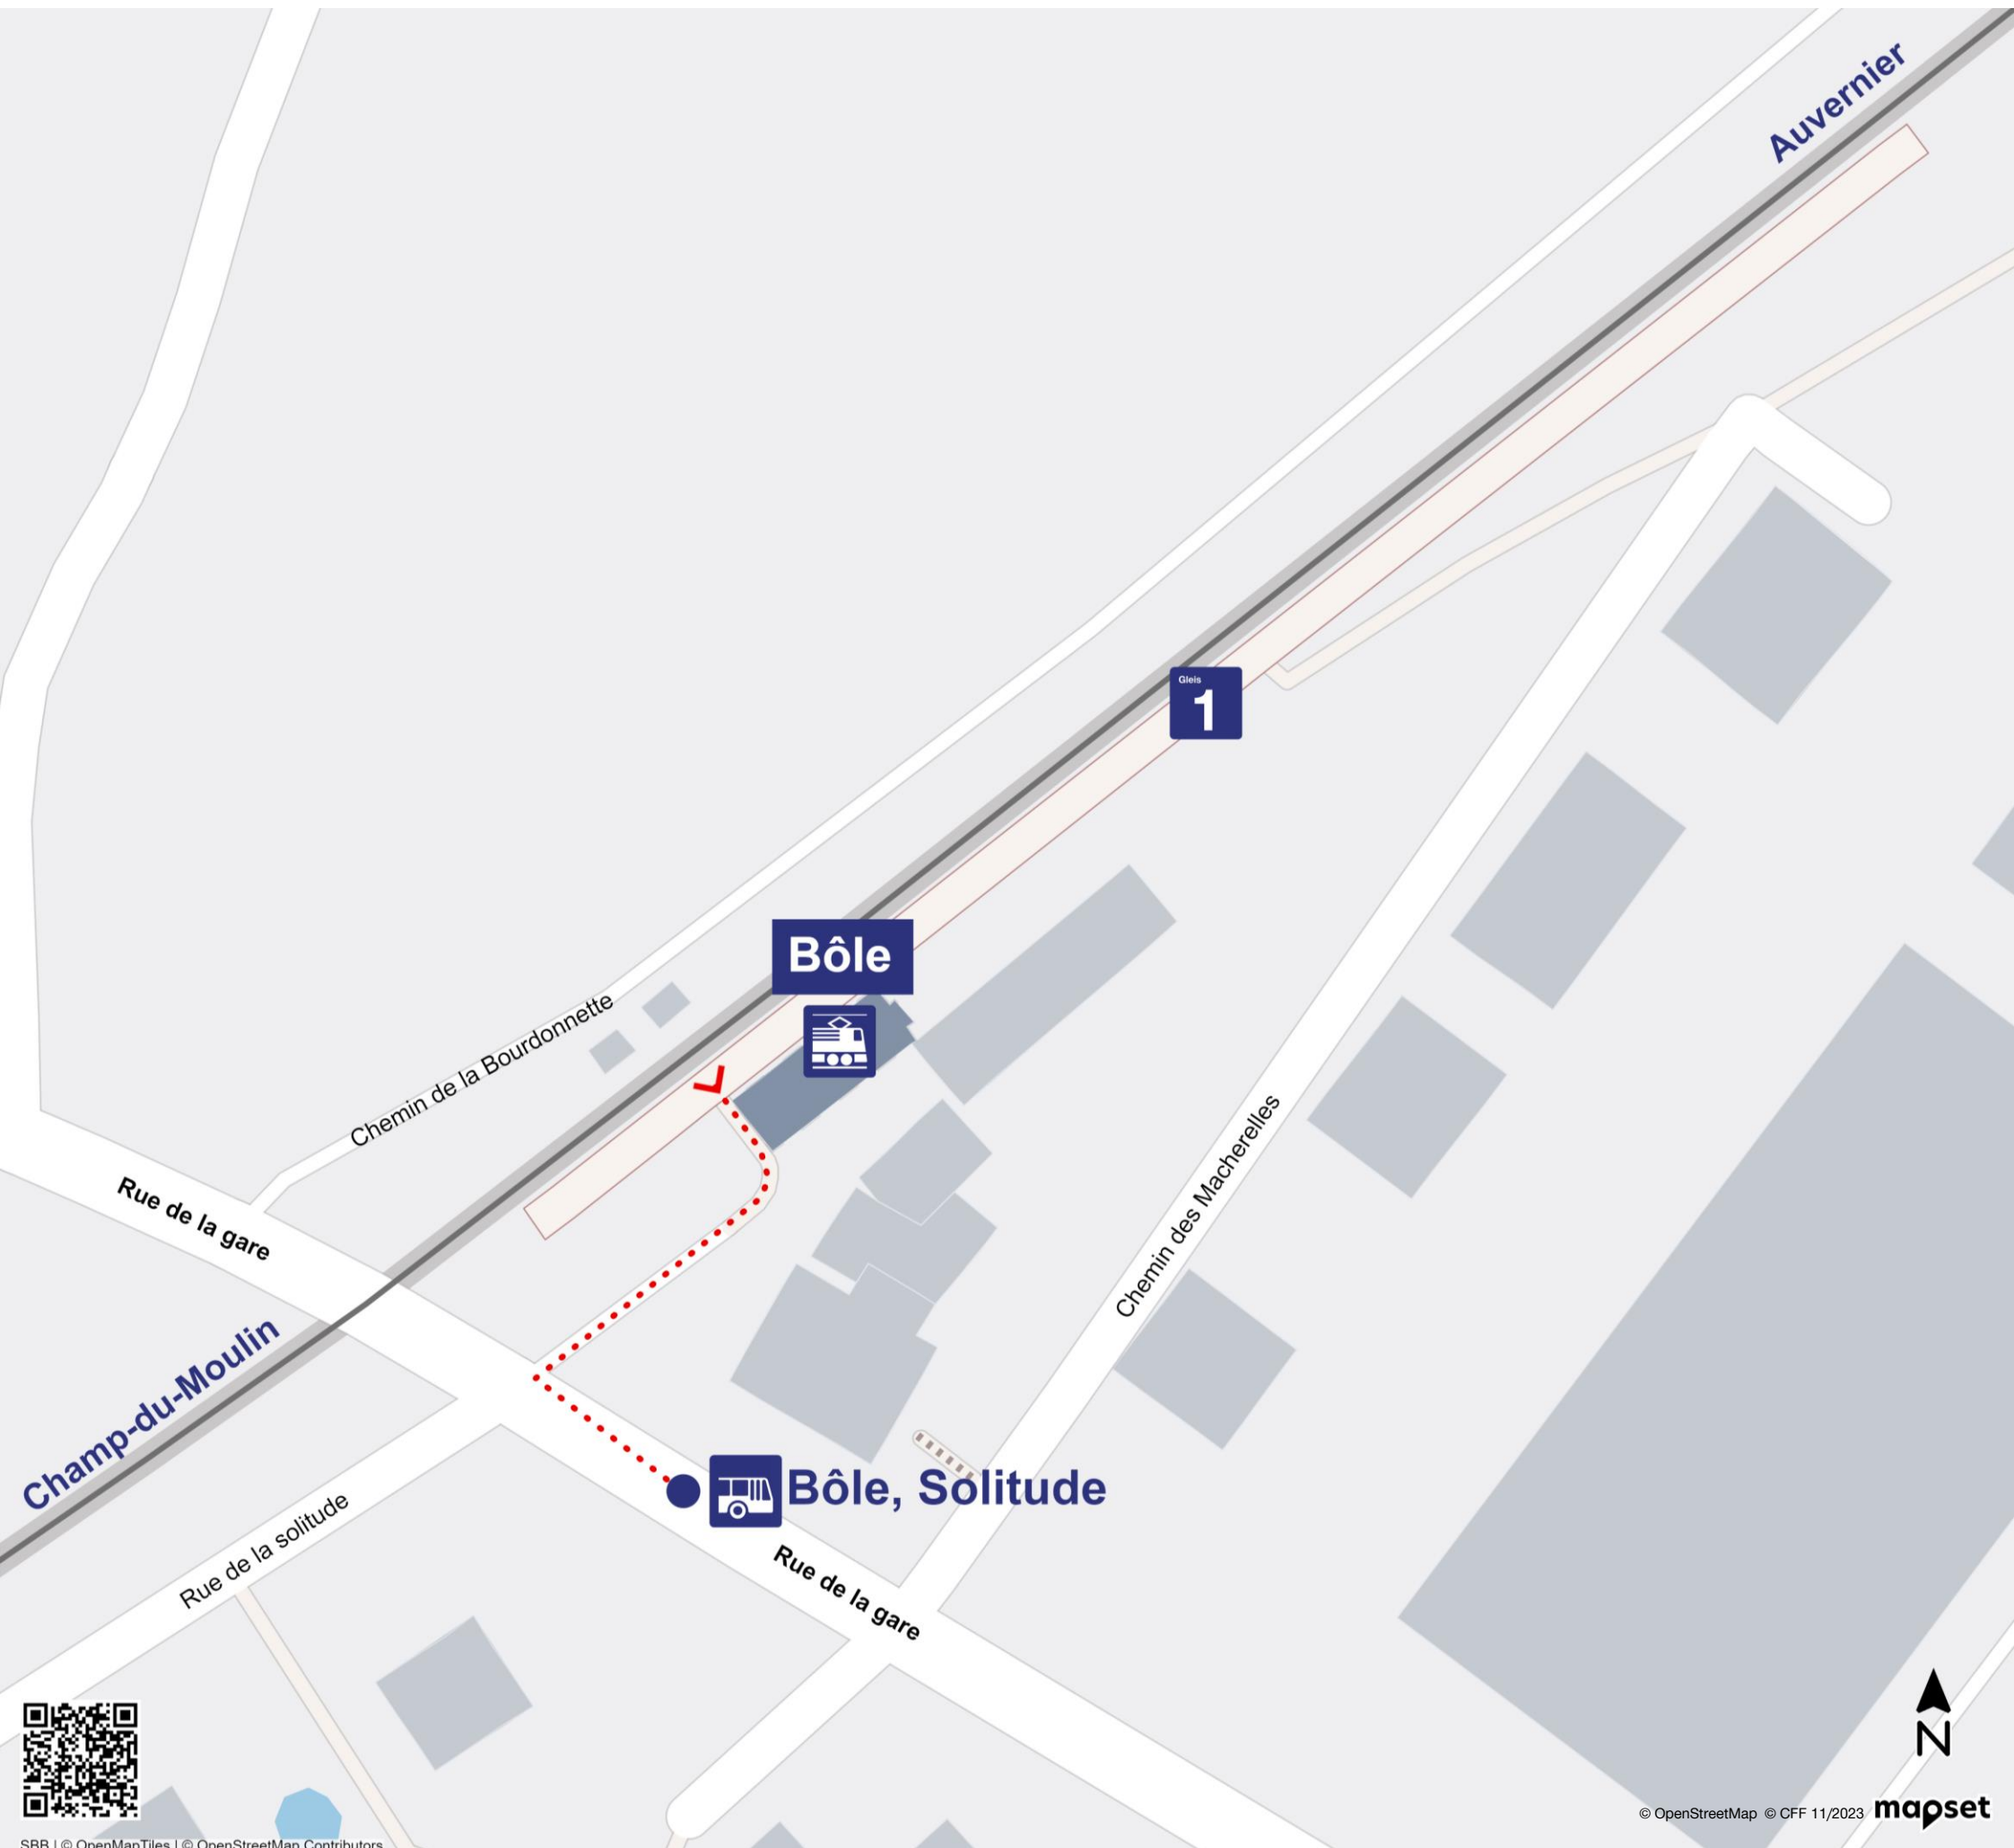 Auvernier
Gleis
1
Bôle
Chemin de la Bourdonnette
Rue de la gare
Chemin des Macherelles
Champ-du-Moulin
Bôle, Solitude
Rue de la solitude
Rue de la gare
N
© OpenStreetMap © CFF 11/2023 mapset
SBB | © OpenMapTiles | © OpenStreetMap Contributors